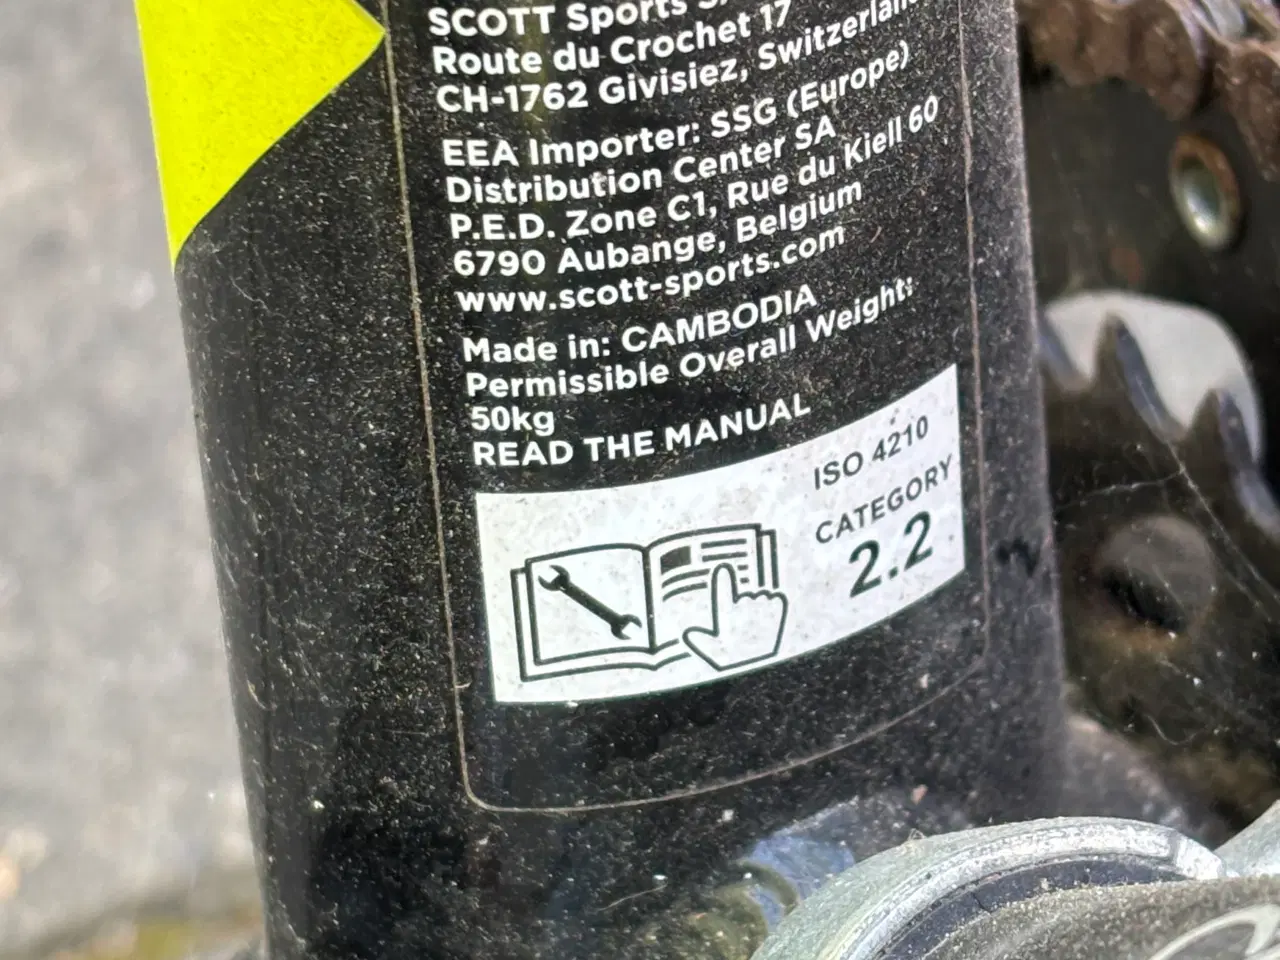 SCOTT Sports
Route du Crochet 17
CH-1762 Givisiez, Switzerland
EEA Importer: SSG (Europe)
Distribution Center SA
P.E.D. Zone C1, Rue du Kiell 60
6790 Aubange, Belgium
www.scott-sports.com
Made in: CAMBODIA
Permissible Overall Weight:
50kg
READ THE MANUAL
ISO 4210
CATEGORY
2.2